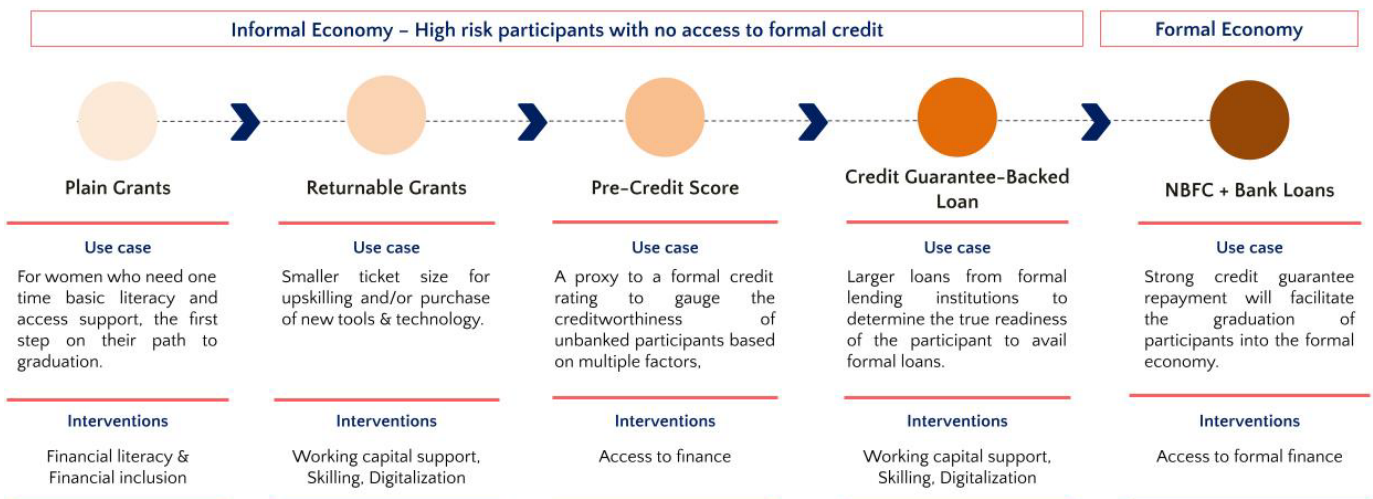 Informal Economy – High risk participants with no access to formal credit
Formal Economy
Plain Grants
Returnable Grants
Pre-Credit Score
Credit Guarantee-Backed
Loan
NBFC + Bank Loans
Use case
For women who need one
time basic literacy and
access support, the first
step on their path to
graduation.
Use case
Smaller ticket size for
upskilling and/or purchase
of new tools & technology.
Use case
A proxy to a formal credit
rating to gauge the
creditworthiness of
unbanked participants based
on multiple factors,
Use case
Larger loans from formal
lending institutions to
determine the true readiness
of the participant to avail
formal loans.
Use case
Strong credit guarantee
repayment will facilitate
the graduation of
participants into the formal
economy.
Interventions
Financial literacy &
Financial inclusion
Interventions
Working capital support,
Skilling, Digitalization
Interventions
Access to finance
Interventions
Working capital support,
Skilling, Digitalization
Interventions
Access to formal finance